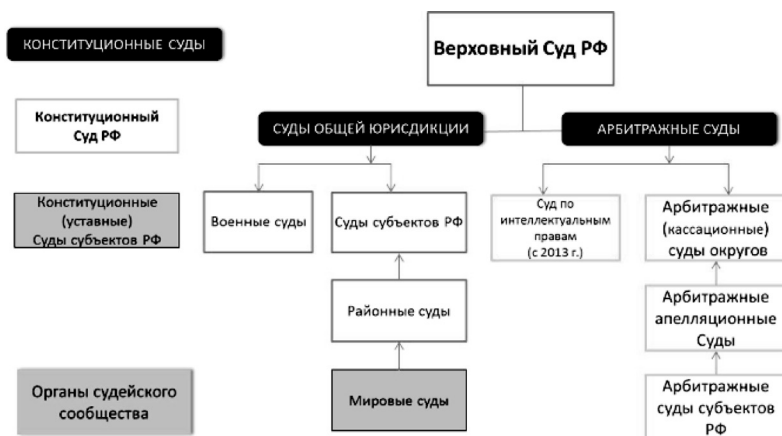 КОНСТИТУЦИОННЫЕ СУДЫ
Конституционный
Суд РФ
Конституционные
(уставные)
Суды субъектов РФ
Органы судейского
сообщества
Верховный Суд РФ
СУДЫ ОБЩЕЙ ЮРИСДИКЦИИ
Военные суды
Суды субъектов РФ
Районные суды
Мировые суды
АРБИТРАЖНЫЕ СУДЫ
Суд по
интеллектуальным
правам
(с 2013 г.)
Арбитражные
(кассационные)
суды округов
Арбитражные
апелляционные
Суды
Арбитражные
суды субъектов
РФ